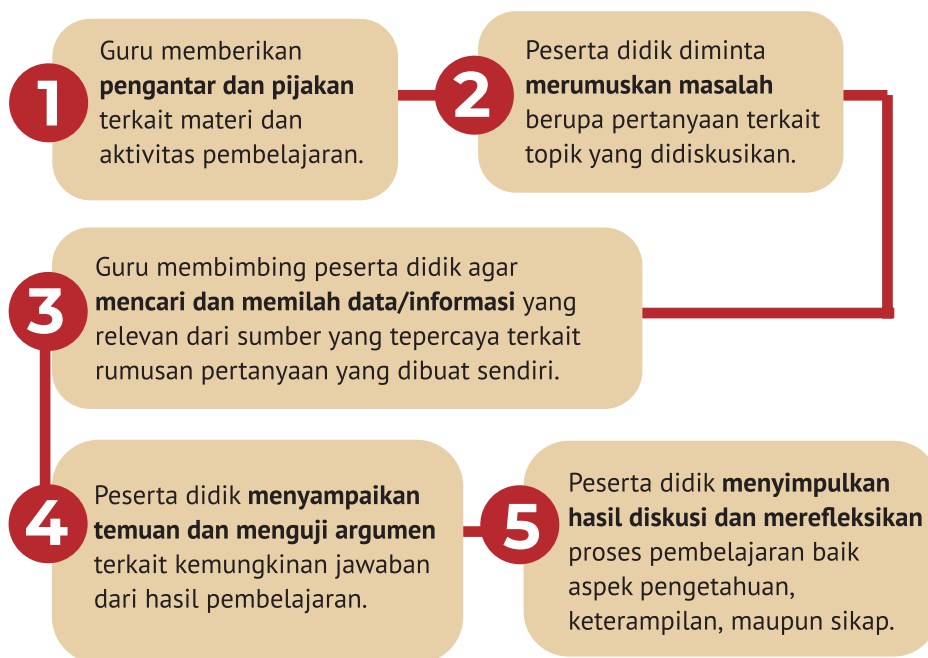 1
Guru memberikan
pengantar dan pijakan
terkait materi dan
aktivitas pembelajaran.
2
Peserta didik diminta
merumuskan masalah
berupa pertanyaan terkait
topik yang didiskusikan.
3
Guru membimbing peserta didik agar
mencari dan memilah data/informasi yang
relevan dari sumber yang tepercaya terkait
rumusan pertanyaan yang dibuat sendiri.
4
Peserta didik menyampaikan
temuan dan menguji argumen
terkait kemungkinan jawaban
dari hasil pembelajaran.
5
Peserta didik menyimpulkan
hasil diskusi dan merefleksikan
proses pembelajaran baik
aspek pengetahuan,
keterampilan, maupun sikap.